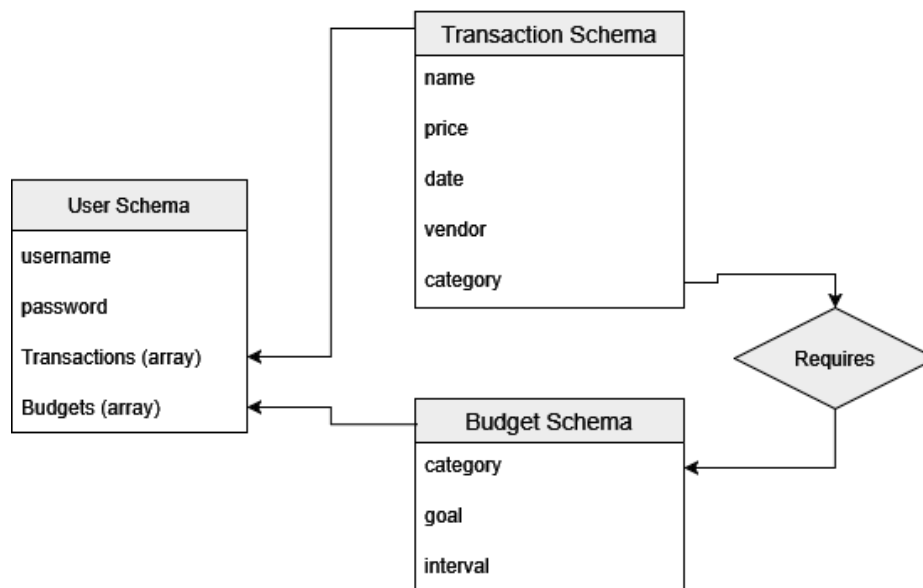 User Schema
username
password
Transactions (array)
Budgets (array)
Transaction Schema
name
price
date
vendor
category
Requires
Budget Schema
category
goal
interval